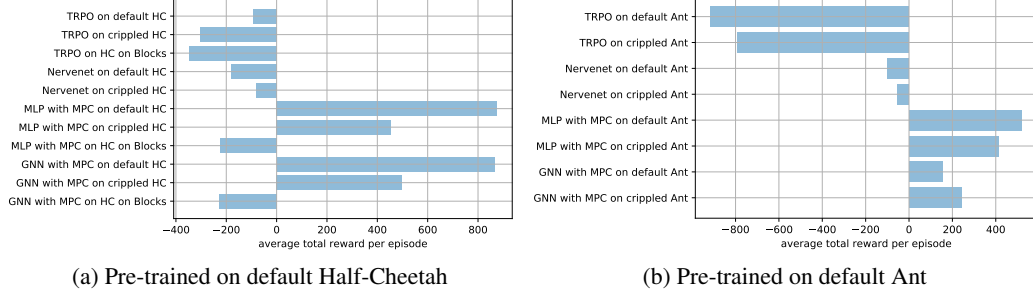 TRPO on default HC
TRPO on crippled HC
TRPO on HC on Blocks
Nervenet on default HC
Nervenet on crippled HC
MLP with MPC on default HC
MLP with MPC on crippled HC
MLP with MPC on HC on Blocks
GNN with MPC on default HC
GNN with MPC on crippled HC
GNN with MPC on HC on Blocks
−400 −200 0 200 400 600 800
average total reward per episode
(a) Pre-trained on default Half-Cheetah
TRPO on default Ant
TRPO on crippled Ant
Nervenet on default Ant
Nervenet on crippled Ant
MLP with MPC on default Ant
MLP with MPC on crippled Ant
GNN with MPC on default Ant
GNN with MPC on crippled Ant
−800 −600 −400 −200 0 200 400
average total reward per episode
(b) Pre-trained on default Ant